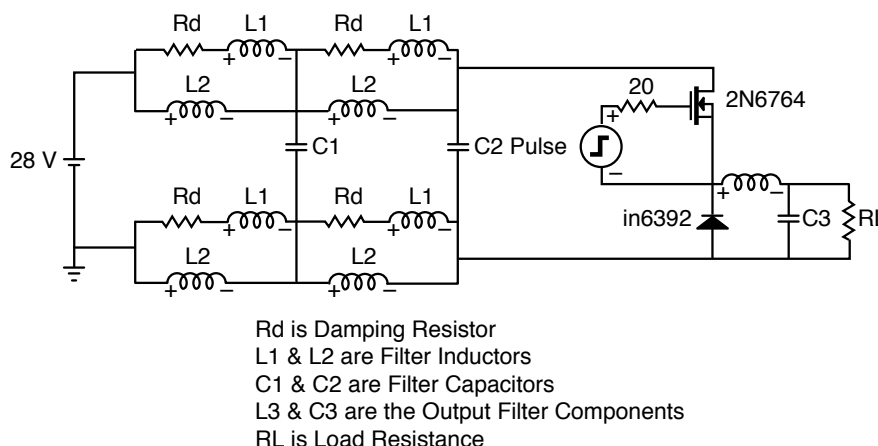 Rd L1 Rd L1
+ − + −
L2 L2
+ − + −
20
2N6764
+
28 V
C1
C2 Pulse
−
+ −
Rd L1 Rd L1
+ − + −
in6392
C3
Rl
L2 L2
+ − + −
Rd is Damping Resistor
L1 & L2 are Filter Inductors
C1 & C2 are Filter Capacitors
L3 & C3 are the Output Filter Components
RL is Load Resistance